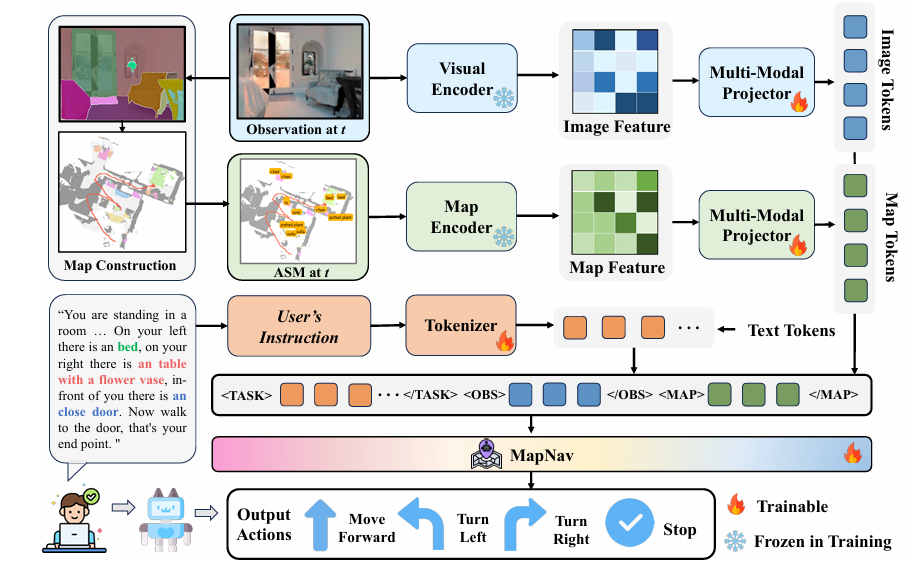 Observation at t
Map Construction
Visual
Encoder
Image Feature
Multi-Modal
Projector
Image Tokens
chair
chair
bed
bed
chair
sink
potted plant
potted plant
sofa
sofa
ASM at t
Map
Encoder
Map Feature
Multi-Modal
Projector
Map Tokens
“You are standing in a
room … On your left
there is an bed, on your
right there is an table
with a flower vase, in-
front of you there is an
close door. Now walk
to the door, that's your
end point. "
User’s
Instruction
Tokenizer
···
Text Tokens
<TASK> ··· </TASK> <OBS> </OBS> <MAP> </MAP>
MapNav
Output
Actions
Move
Forward
Turn
Left
Turn
Right
Stop
Trainable
Frozen in Training